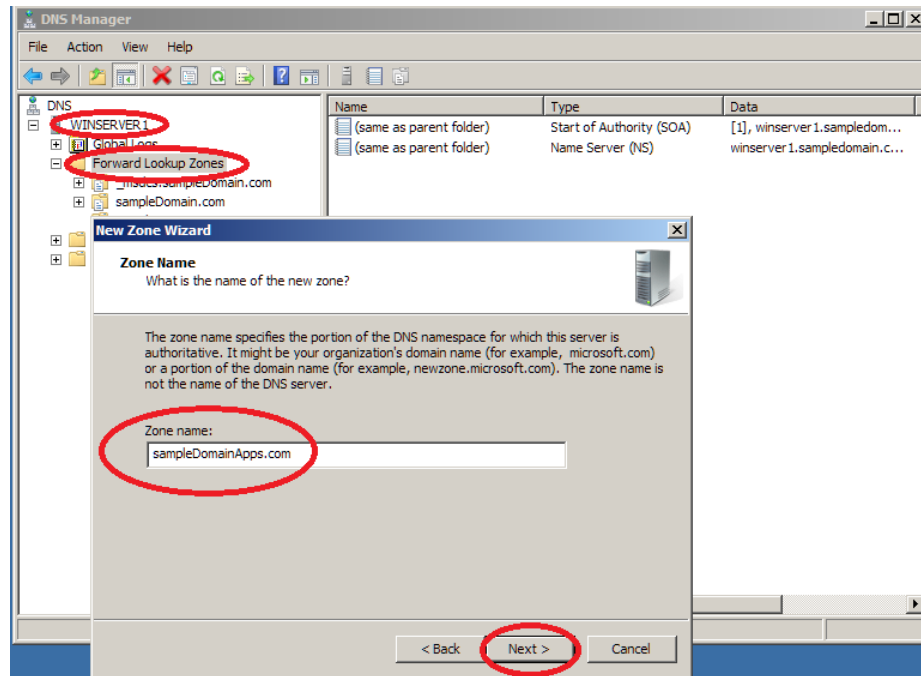 DNS Manager
File Action View Help
DNS
WINSERVER1
Global Logs
Forward Lookup Zones
_msdcs.sampleDomain.com
sampleDomain.com
Name Type Data
(same as parent folder) Start of Authority (SOA) [1], winserver1.sampledom...
(same as parent folder) Name Server (NS) winserver1.sampledomain.c...
New Zone Wizard
Zone Name
What is the name of the new zone?
The zone name specifies the portion of the DNS namespace for which this server is
authoritative. It might be your organization's domain name (for example, microsoft.com)
or a portion of the domain name (for example, newzone.microsoft.com). The zone name is
not the name of the DNS server.
Zone name:
sampleDomainApps.com
< Back Next > Cancel